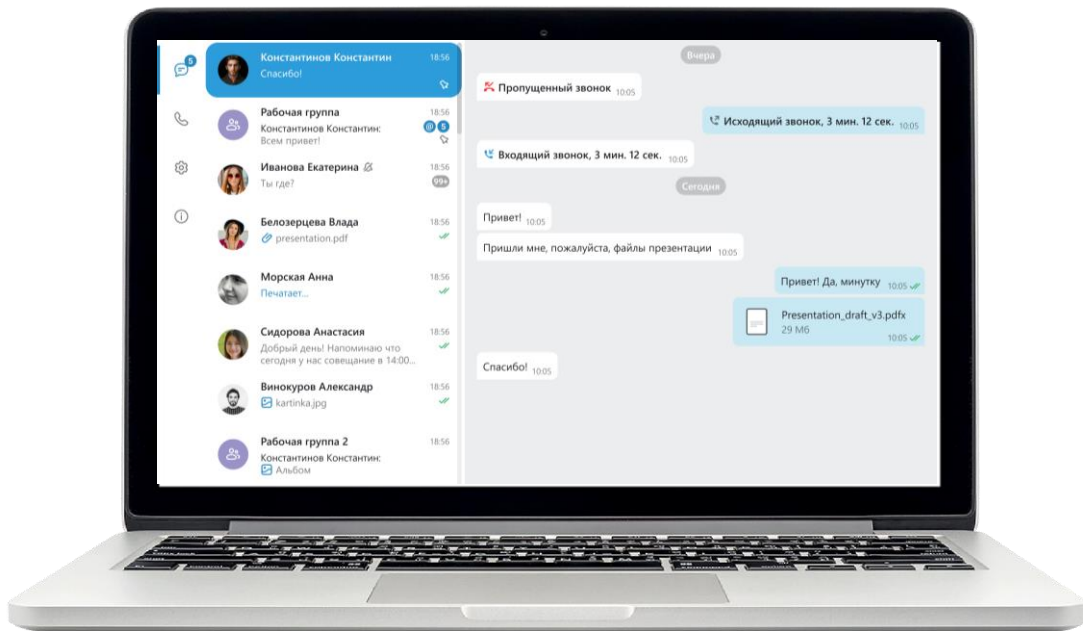 5
Константинов Константин 18:56
Спасибо!
Рабочая группа 18:56
Константинов Константин: @ 5
Всем привет!
Иванова Екатерина 18:56
Ты где? 99+
Белозерцева Влада 18:56
presentation.pdf
Морская Анна 18:56
Печатает...
Сидорова Анастасия 18:56
Добрый день! Напоминаю что
сегодня у нас совещание в 14:00...
Винокуров Александр 18:56
kartinka.jpg
Рабочая группа 2 18:56
Константинов Константин:
Альбом
Вчера
Пропущенный звонок 10:05
Исходящий звонок, 3 мин. 12 сек. 10:05
Входящий звонок, 3 мин. 12 сек. 10:05
Сегодня
Привет! 10:05
Пришли мне, пожалуйста, файлы презентации 10:05
Привет! Да, минутку 10:05
Presentation_draft_v3.pdfx
29 Мб
10:05
Спасибо! 10:05